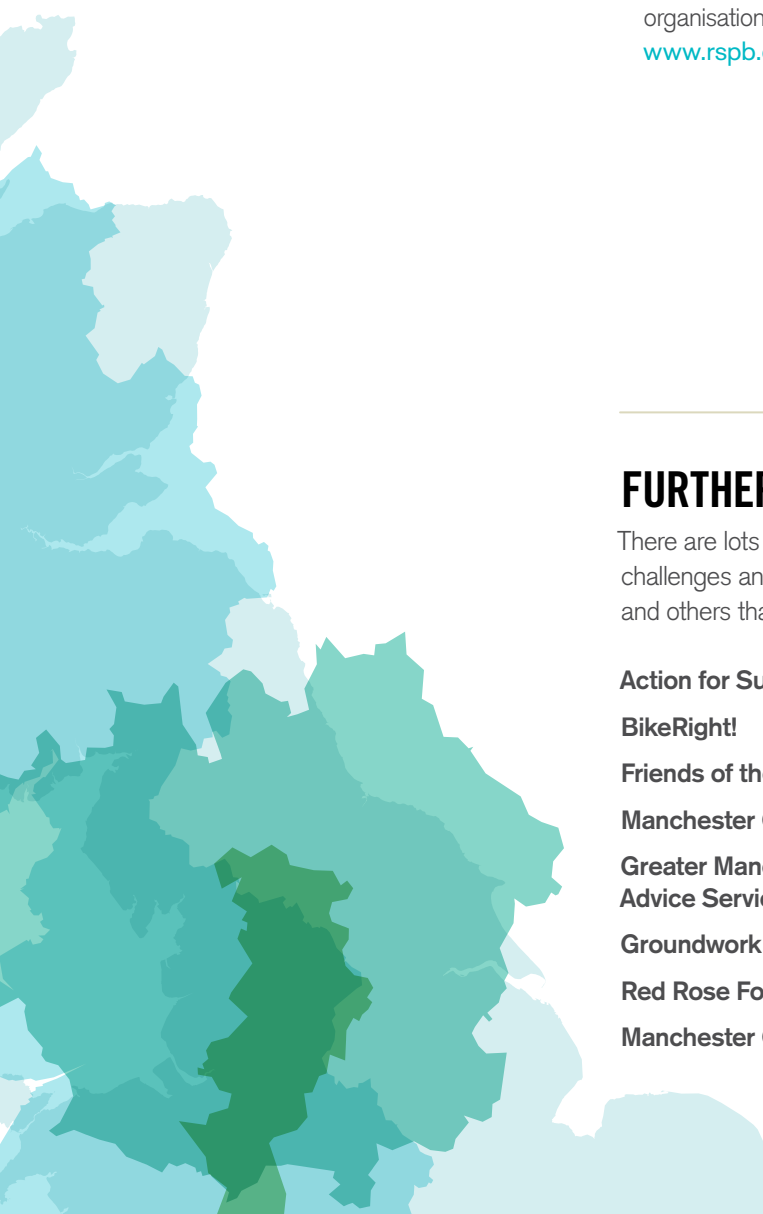 organisation
www.rspb.
FURTHER
There are lots
challenges an
and others tha
Action for Su
BikeRight!
Friends of the
Manchester
Greater Man
Advice Servi
Groundwork
Red Rose Fo
Manchester